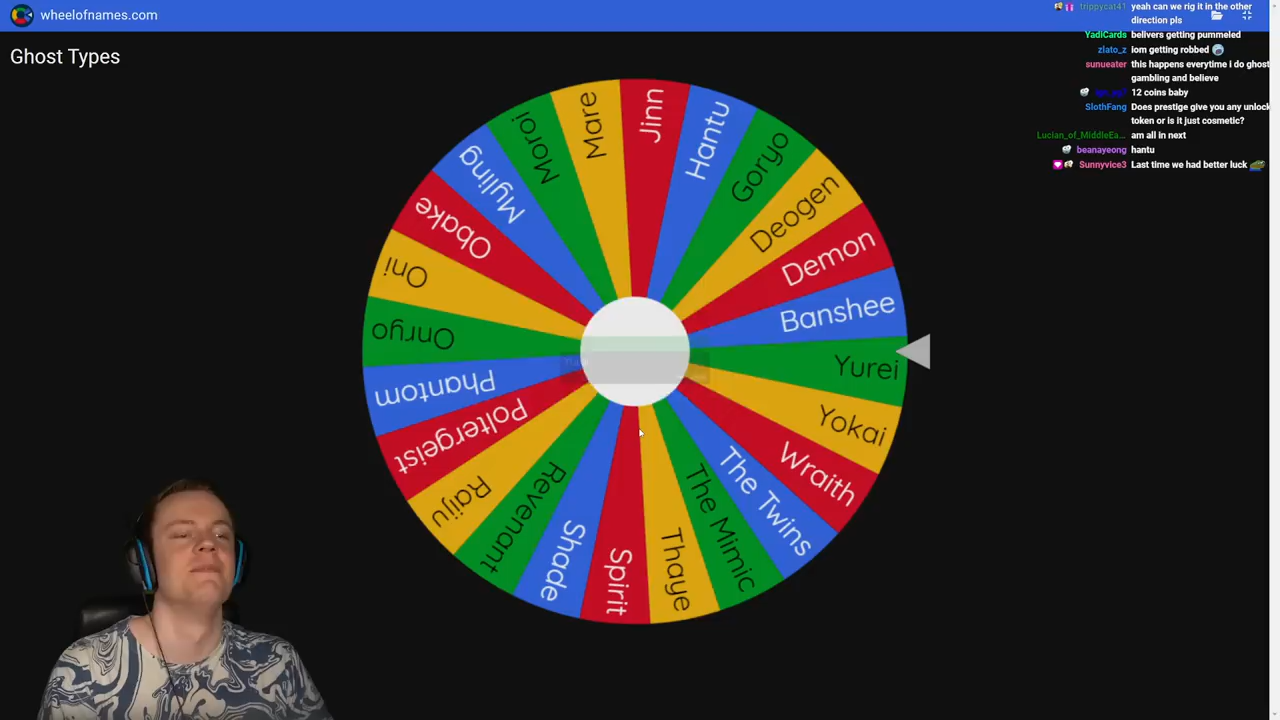 wheelofnames.com
Ghost Types
Jinn
Hantu
Goryo
Deogen
Demon
Banshee
Yurei
Yokai
Wraith
The Twins
The Mimic
Thaye
Spirit
Shade
Revenant
Raiju
Poltergeist
Phantom
Onryo
Oni
Obake
Myling
Moroi
Mare
trippycat41 yeah can we rig it in the other
direction pls
YadiCards belivers getting pummeled
zlato_z iom getting robbed
sunueater this happens everytime i do ghost
gambling and believe
12 coins baby
SlothFang Does prestige give you any unlock
token or is it just cosmetic?
Lucian_of_MiddleEa... am all in next
beanayeong hantu
Sunnyvice3 Last time we had better luck